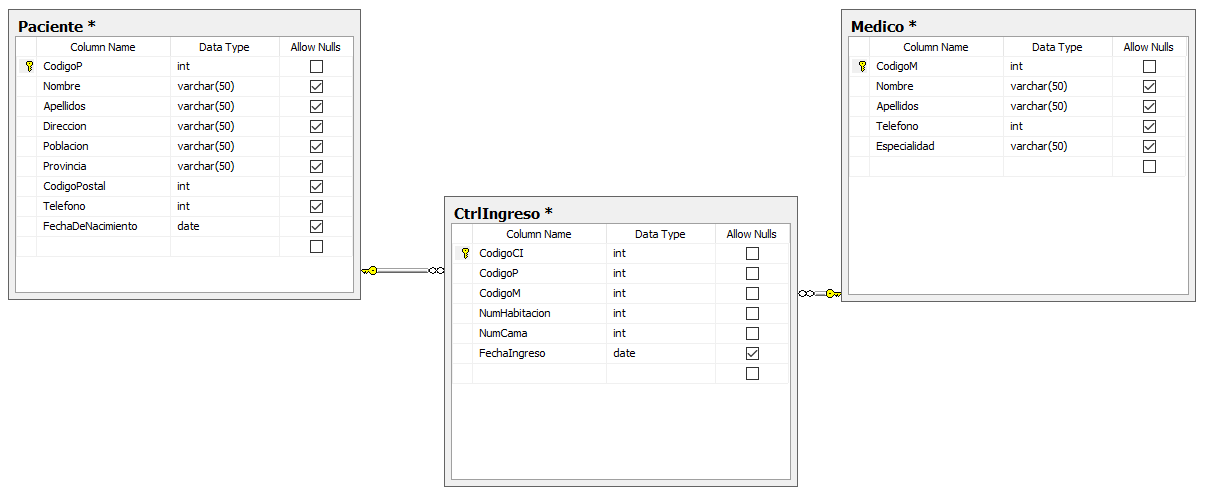 Paciente *
Column Name Data Type Allow Nulls
CodigoP int
Nombre varchar(50)
Apellidos varchar(50)
Direccion varchar(50)
Poblacion varchar(50)
Provincia varchar(50)
CodigoPostal int
Telefono int
FechaDeNacimiento date
Medico *
Column Name Data Type Allow Nulls
CodigoM int
Nombre varchar(50)
Apellidos varchar(50)
Telefono int
Especialidad varchar(50)
CtrlIngreso *
Column Name Data Type Allow Nulls
CodigoCI int
CodigoP int
CodigoM int
NumHabitacion int
NumCama int
FechaIngreso date